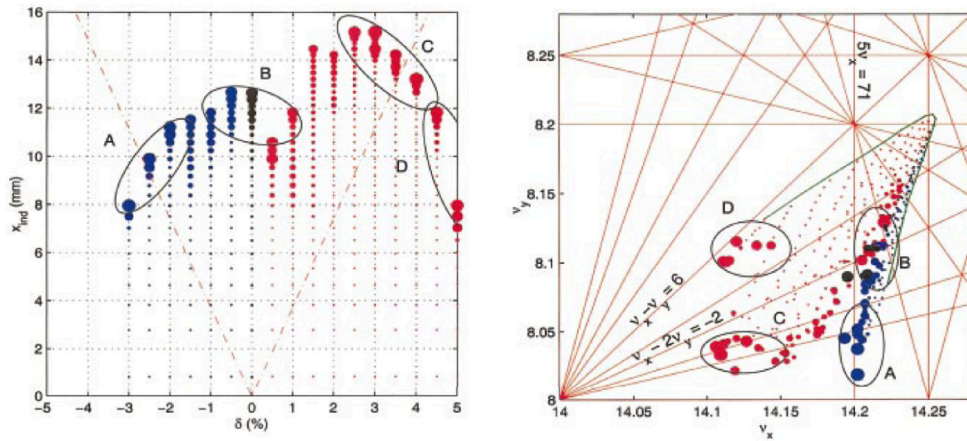 16
14
12
10
8
6
4
2
0
x_ind (mm)
−5 −4 −3 −2 −1 0 1 2 3 4 5
δ (%)
A
B
C
D
8.25
8.2
8.15
8.1
8.05
8
ν_y
14 14.05 14.1 14.15 14.2 14.25
ν_x
5ν_x = 71
ν_x-ν_y = 6
ν_x - 2ν_y = -2
D
B
C
A